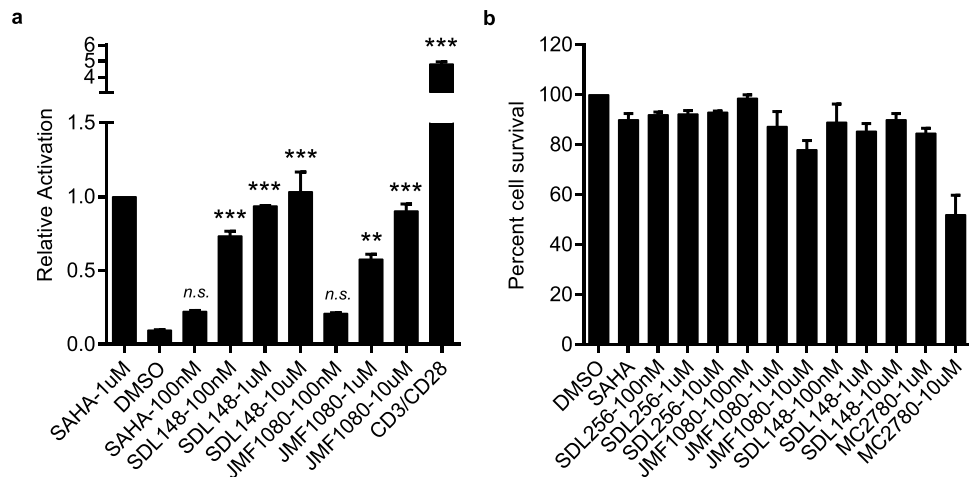 a
Relative Activation
6
5
4
1.5
1.0
0.5
0.0
n.s.
***
***
***
n.s.
**
***
***
SAHA-1uM
DMSO
SAHA-100nM
SDL148-100nM
SDL148-1uM
SDL148-10uM
JMF1080-100nM
JMF1080-1uM
JMF1080-10uM
CD3/CD28
b
Percent cell survival
120
100
80
60
40
20
0
DMSO
SAHA
SDL256-100nM
SDL256-1uM
SDL256-10uM
JMF1080-100nM
JMF1080-1uM
JMF1080-10uM
SDL148-100nM
SDL148-1uM
SDL148-10uM
MC2780-1uM
MC2780-10uM